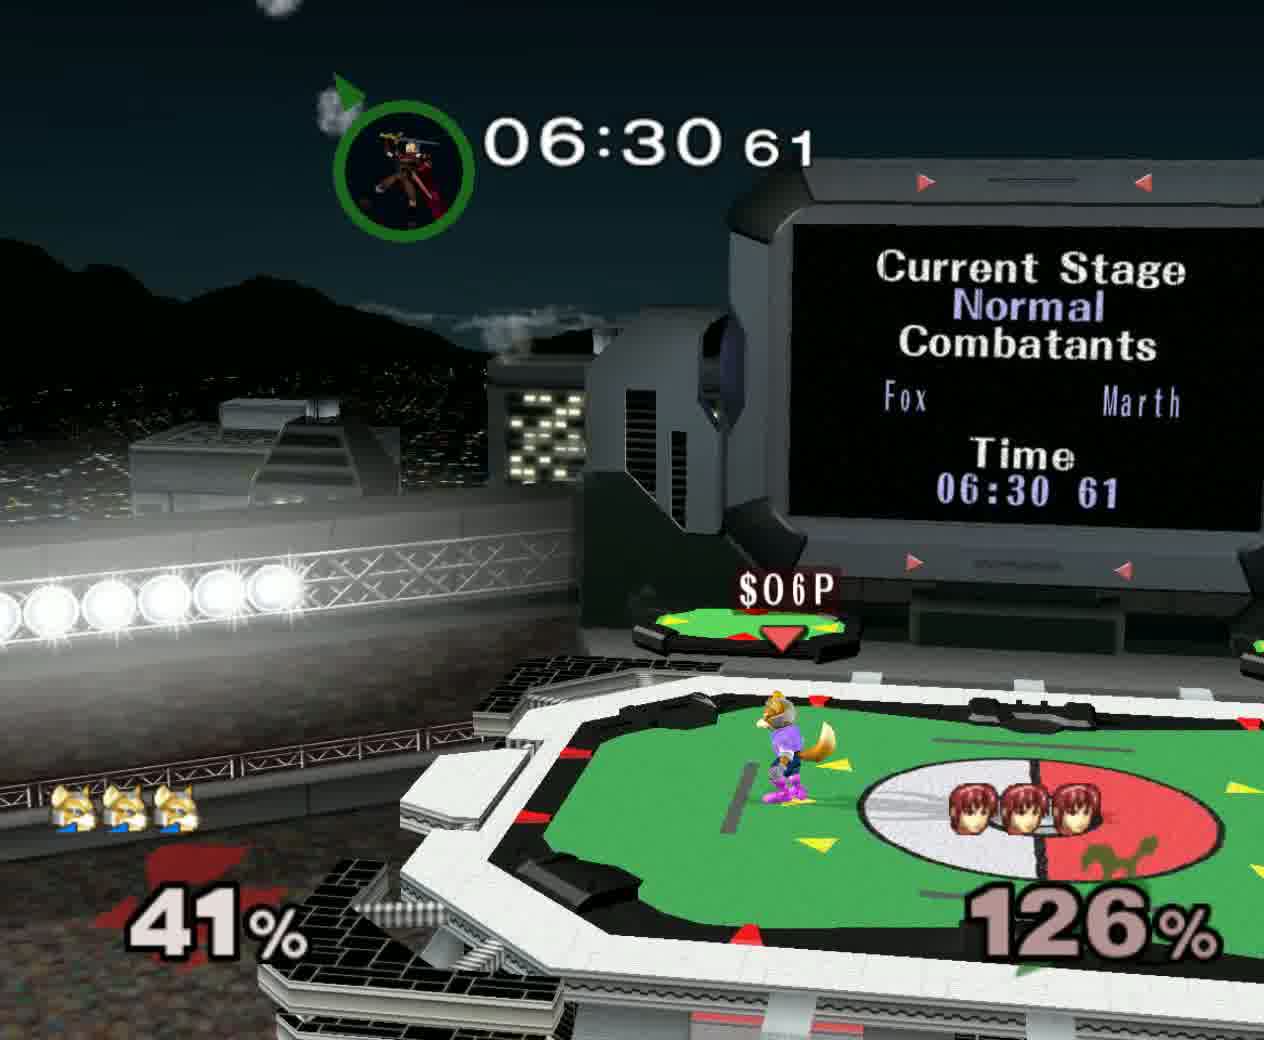 06:30 61
Current Stage
Normal
Combatants
Fox Marth
Time
06:30 61
$06P
41%
126%